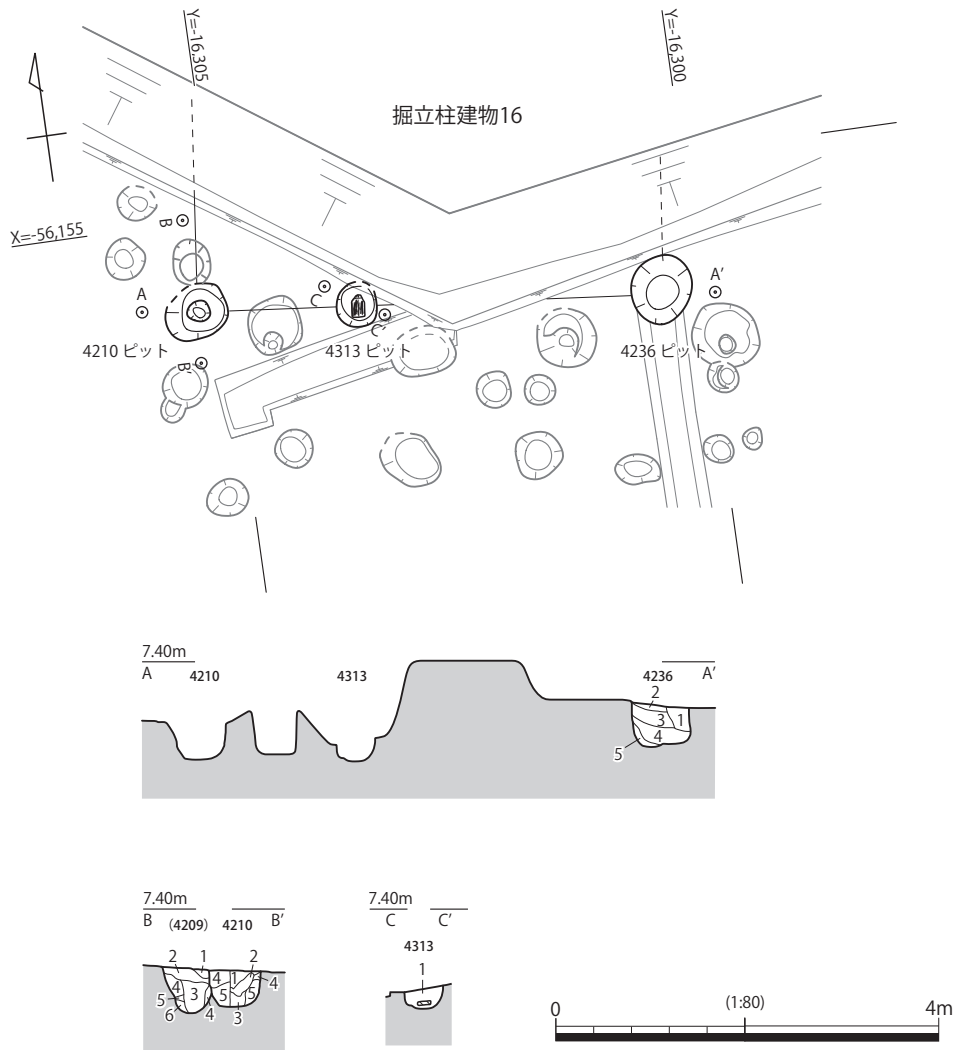 Y=-16,305
Y=-16,300
掘立柱建物16
X=-56,155
B
A
C
A’
C’
4210 ピット
4313 ピット
4236 ピット
B’
7.40m
A 4210 4313 4236 A’
2
3 1
4
5
7.40m 7.40m
B (4209) 4210 B’ C C’
4313
2 1 2 1
4 4 1 4
5 3 5 5
6 4 3
0 (1:80) 4m